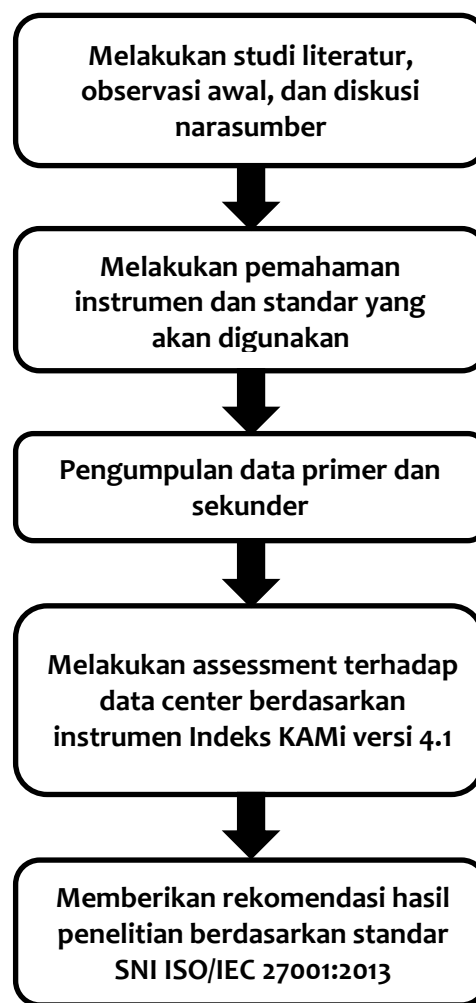 Melakukan studi literatur,
observasi awal, dan diskusi
narasumber
Melakukan pemahaman
instrumen dan standar yang
akan digunakan
Pengumpulan data primer dan
sekunder
Melakukan assessment terhadap
data center berdasarkan
instrumen Indeks KAMi versi 4.1
Memberikan rekomendasi hasil
penelitian berdasarkan standar
SNI ISO/IEC 27001:2013